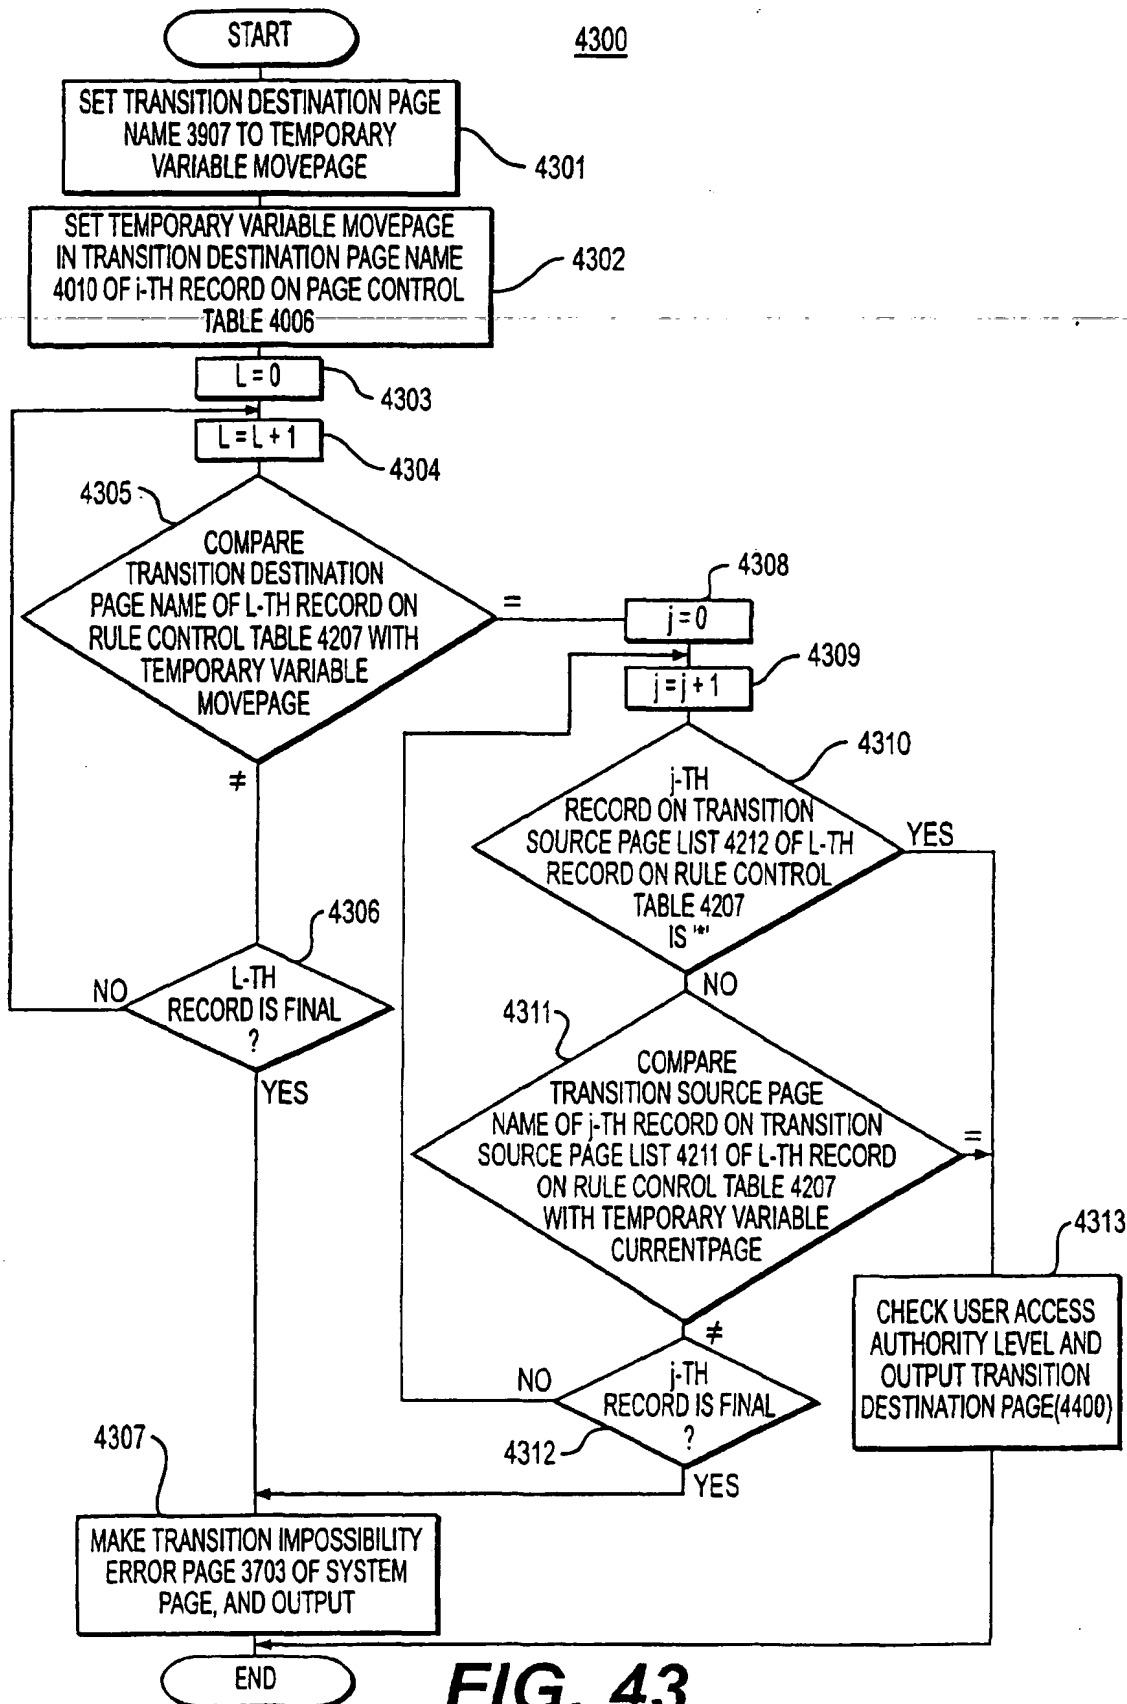 START
4300
SET TRANSITION DESTINATION PAGE
NAME 3907 TO TEMPORARY
VARIABLE MOVEPAGE
4301
SET TEMPORARY VARIABLE MOVEPAGE
IN TRANSITION DESTINATION PAGE NAME
4010 OF i-TH RECORD ON PAGE CONTROL
TABLE 4006
4302
L = 0
4303
L = L + 1
4304
4305
COMPARE
TRANSITION DESTINATION
PAGE NAME OF L-TH RECORD ON
RULE CONTROL TABLE 4207 WITH
TEMPORARY VARIABLE
MOVEPAGE
=
≠
4308
j = 0
4309
j = j + 1
4310
j-TH
RECORD ON TRANSITION
SOURCE PAGE LIST 4212 OF L-TH
RECORD ON RULE CONTROL
TABLE 4207
IS '*'
YES
NO
4306
L-TH
RECORD IS FINAL
?
NO
YES
4311
COMPARE
TRANSITION SOURCE PAGE
NAME OF j-TH RECORD ON TRANSITION
SOURCE PAGE LIST 4211 OF L-TH RECORD
ON RULE CONROL TABLE 4207
WITH TEMPORARY VARIABLE
CURRENTPAGE
=
≠
4313
CHECK USER ACCESS
AUTHORITY LEVEL AND
OUTPUT TRANSITION
DESTINATION PAGE(4400)
j-TH
RECORD IS FINAL
?
NO
4312
YES
4307
MAKE TRANSITION IMPOSSIBILITY
ERROR PAGE 3703 OF SYSTEM
PAGE, AND OUTPUT
END
FIG. 43